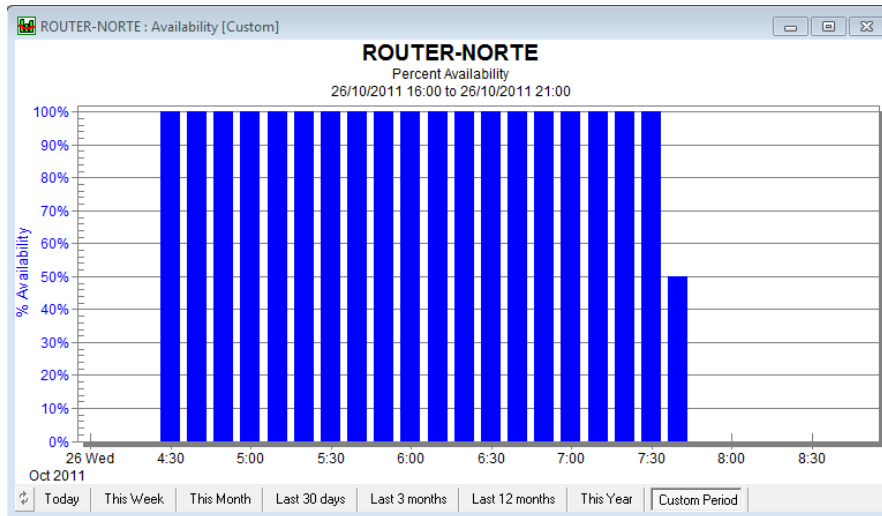 ROUTER-NORTE : Availability [Custom]
ROUTER-NORTE
Percent Availability
26/10/2011 16:00 to 26/10/2011 21:00
% Availability
100%
90%
80%
70%
60%
50%
40%
30%
20%
10%
0%
26 Wed 4:30 5:00 5:30 6:00 6:30 7:00 7:30 8:00 8:30
Oct 2011
Today This Week This Month Last 30 days Last 3 months Last 12 months This Year Custom Period